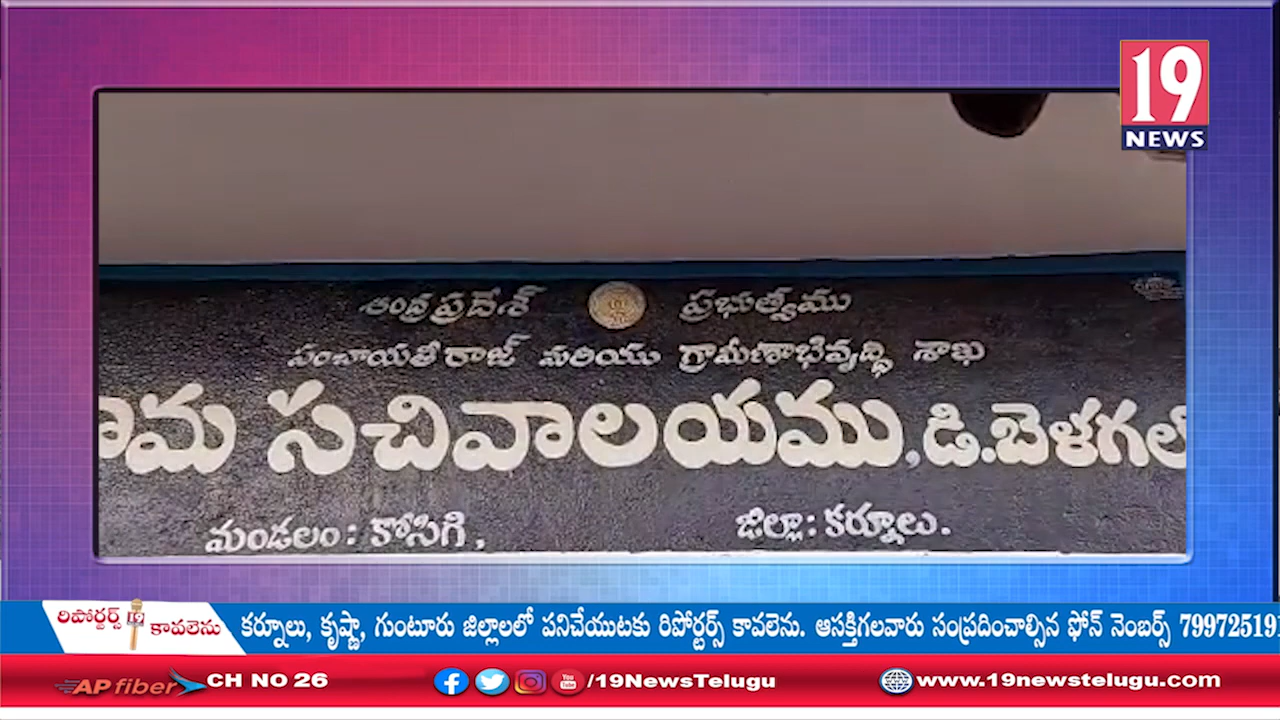 19
NEWS
ఆంధ్రప్రదేశ్ ప్రభుత్వము
పంచాయతీ రాజ్ మరియు గ్రామీణాభివృద్ధి శాఖ
సచివాలయము, డి.బెళగల్
మండలం: కోసిగి, జిల్లా: కర్నూలు.
రిపోర్టర్స్ 19 కావలెను
కర్నూలు, కృష్ణా, గుంటూరు జిల్లాలలో పనిచేయుటకు రిపోర్టర్స్ కావలెను. ఆసక్తిగలవారు సంప్రదించాల్సిన ఫోన్ నెంబర్స్
AP fiber CH NO 26 /19NewsTelugu www.19newstelugu.com